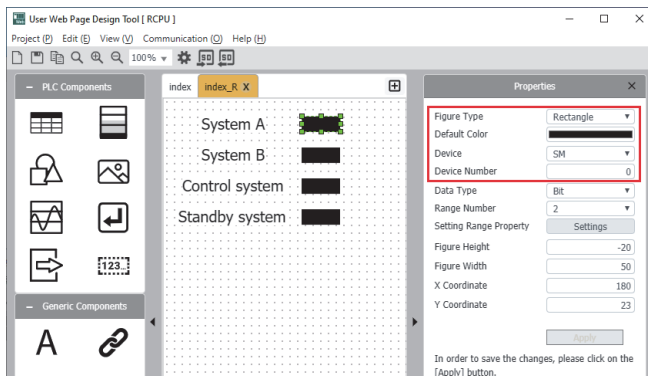 User Web Page Design Tool [ RCPU ]
Project (P) Edit (E) View (V) Communication (O) Help (H)
100%
SD SD
− PLC Components
123...
− Generic Components
A
index index_R X
System A
System B
Control system
Standby system
Properties X
Figure Type Rectangle
Default Color
Device SM
Device Number 0
Data Type Bit
Range Number 2
Setting Range Property Settings
Figure Height -20
Figure Width 50
X Coordinate 180
Y Coordinate 23
Apply
In order to save the changes, please click on the
[Apply] button.